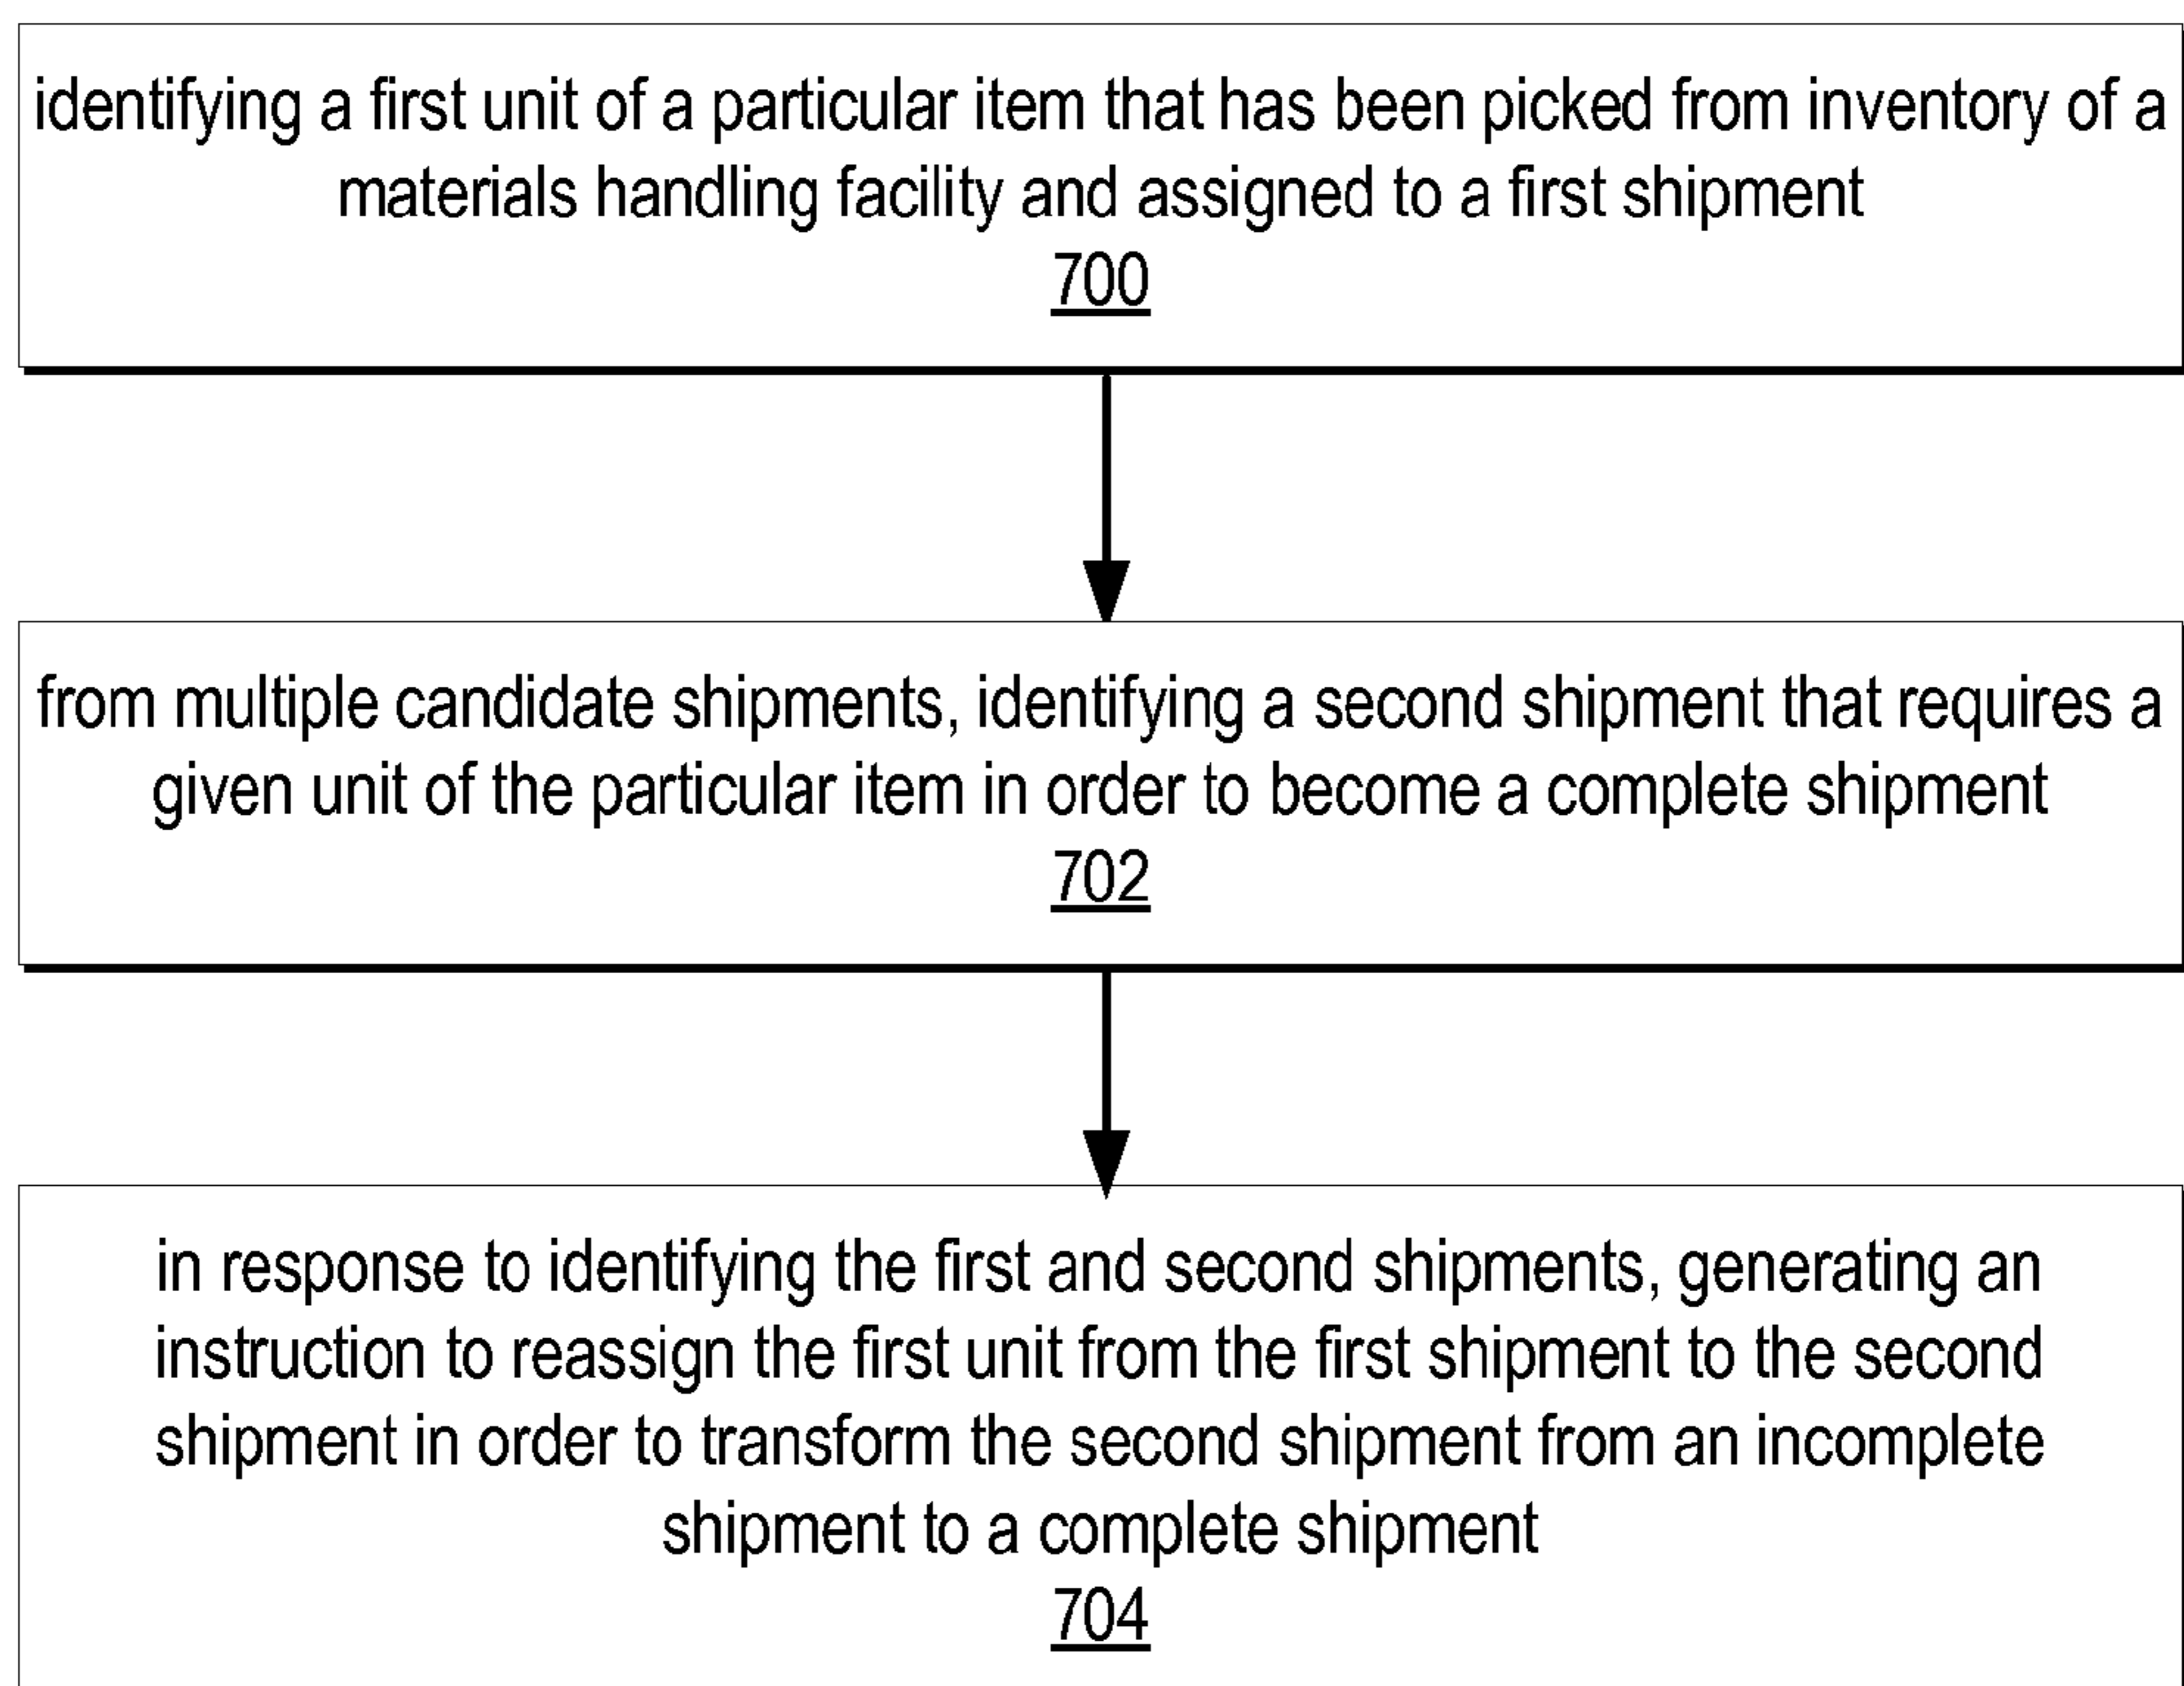 identifying a first unit of a particular item that has been picked from inventory of a
materials handling facility and assigned to a first shipment
700
from multiple candidate shipments, identifying a second shipment that requires a
given unit of the particular item in order to become a complete shipment
702
in response to identifying the first and second shipments, generating an
instruction to reassign the first unit from the first shipment to the second
shipment in order to transform the second shipment from an incomplete
shipment to a complete shipment
704